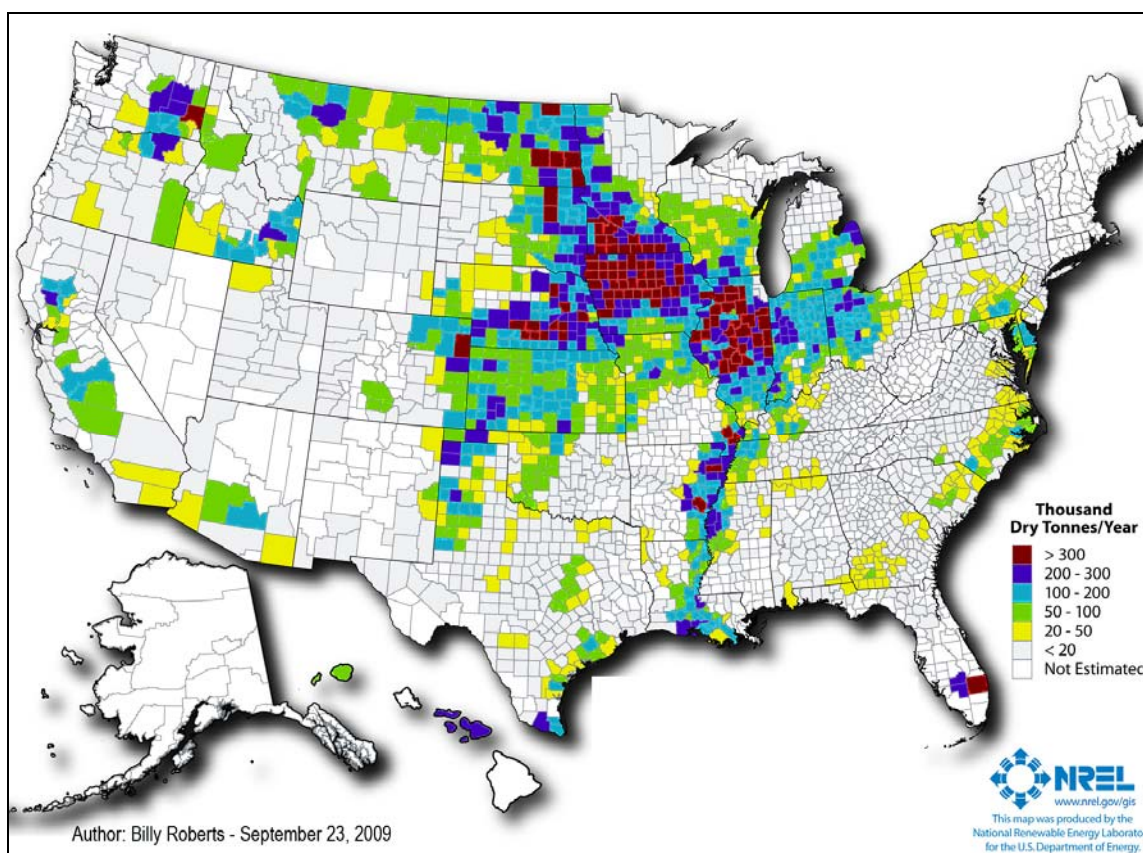 Thousand
Dry Tonnes/Year
> 300
200 - 300
100 - 200
50 - 100
20 - 50
< 20
Not Estimated
NREL
www.nrel.gov/gis
This map was produced by the
National Renewable Energy Laborato
for the U.S. Department of Energy.
Author: Billy Roberts - September 23, 2009